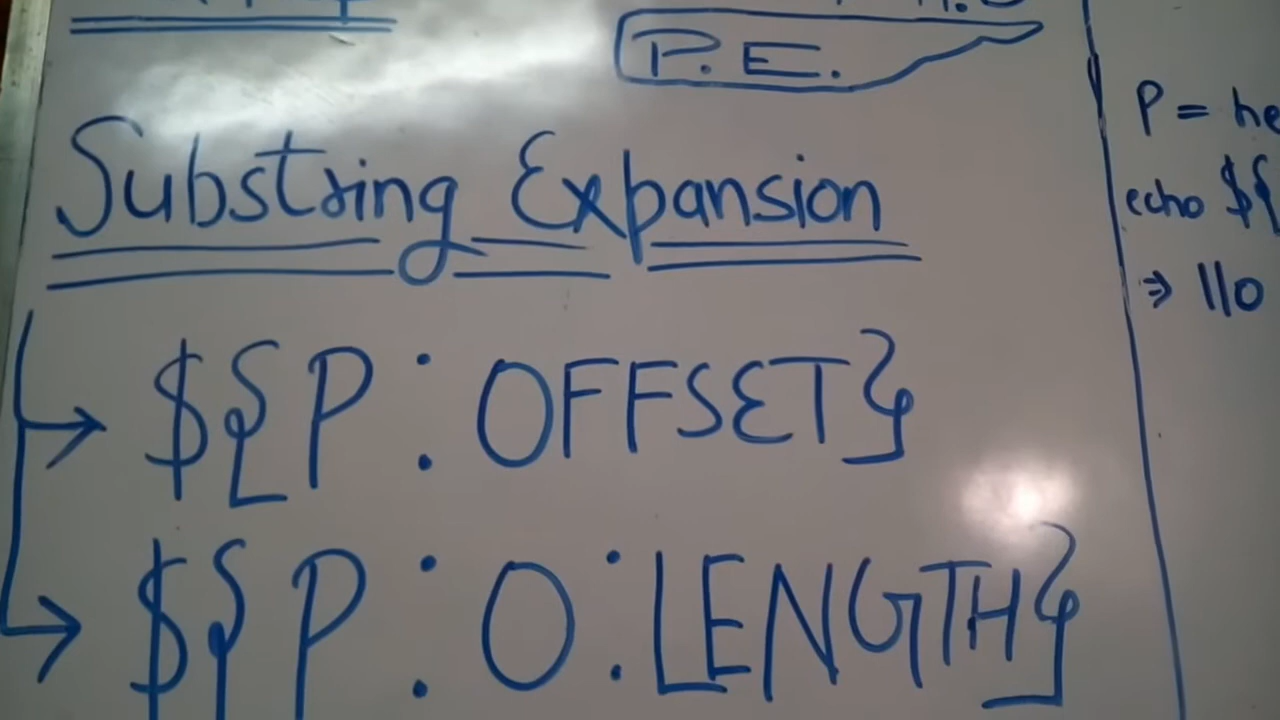 P.E.
Substring Expansion
${P:OFFSET}
${P:O:LENGTH}
P = he
echo ${
⇒ llo